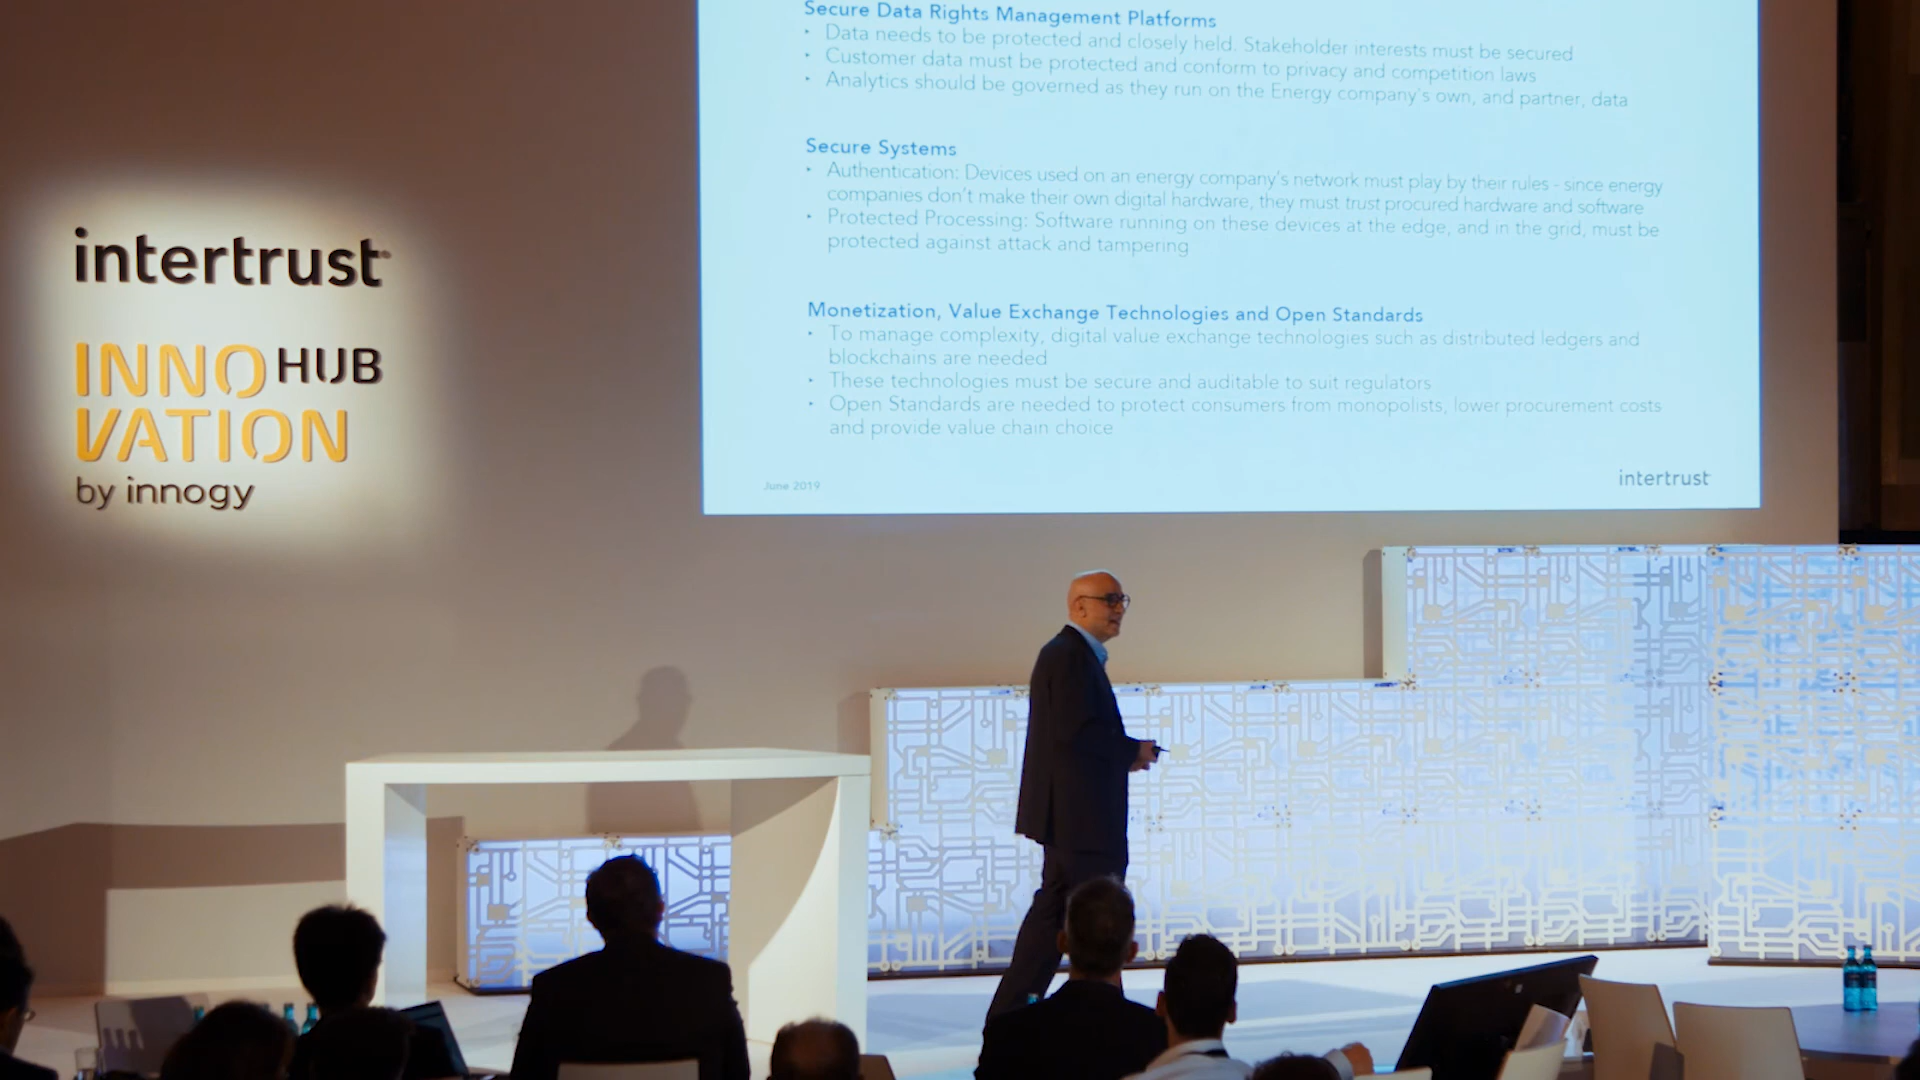 Secure Data Rights Management Platforms
• Data needs to be protected and closely held. Stakeholder interests must be secured
• Customer data must be protected and conform to privacy and competition laws
• Analytics should be governed as they run on the Energy company's own, and partner, data
Secure Systems
• Authentication: Devices used on an energy company's network must play by their rules - since energy
companies don't make their own digital hardware, they must trust procured hardware and software
• Protected Processing: Software running on these devices at the edge, and in the grid, must be
protected against attack and tampering
Monetization, Value Exchange Technologies and Open Standards
• To manage complexity, digital value exchange technologies such as distributed ledgers and
blockchains are needed
• These technologies must be secure and auditable to suit regulators
• Open Standards are needed to protect consumers from monopolists, lower procurement costs
and provide value chain choice
June 2019
intertrust
intertrust
INNO HUB
VATION
by innogy